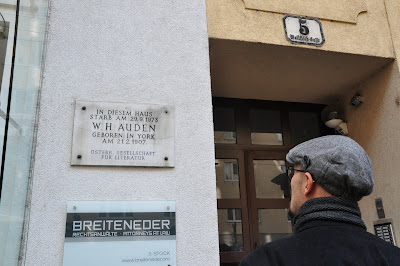 IN DIESEM HAUS
STARB AM 29.9.1973
W.H. AUDEN
GEBOREN IN YORK
AM 21.2.1907.
ÖSTERR. GESELLSCHAFT
FÜR LITERATUR
5
BREITENEDER
RECHTSANWÄLTE - ATTORNEYS AT LAW